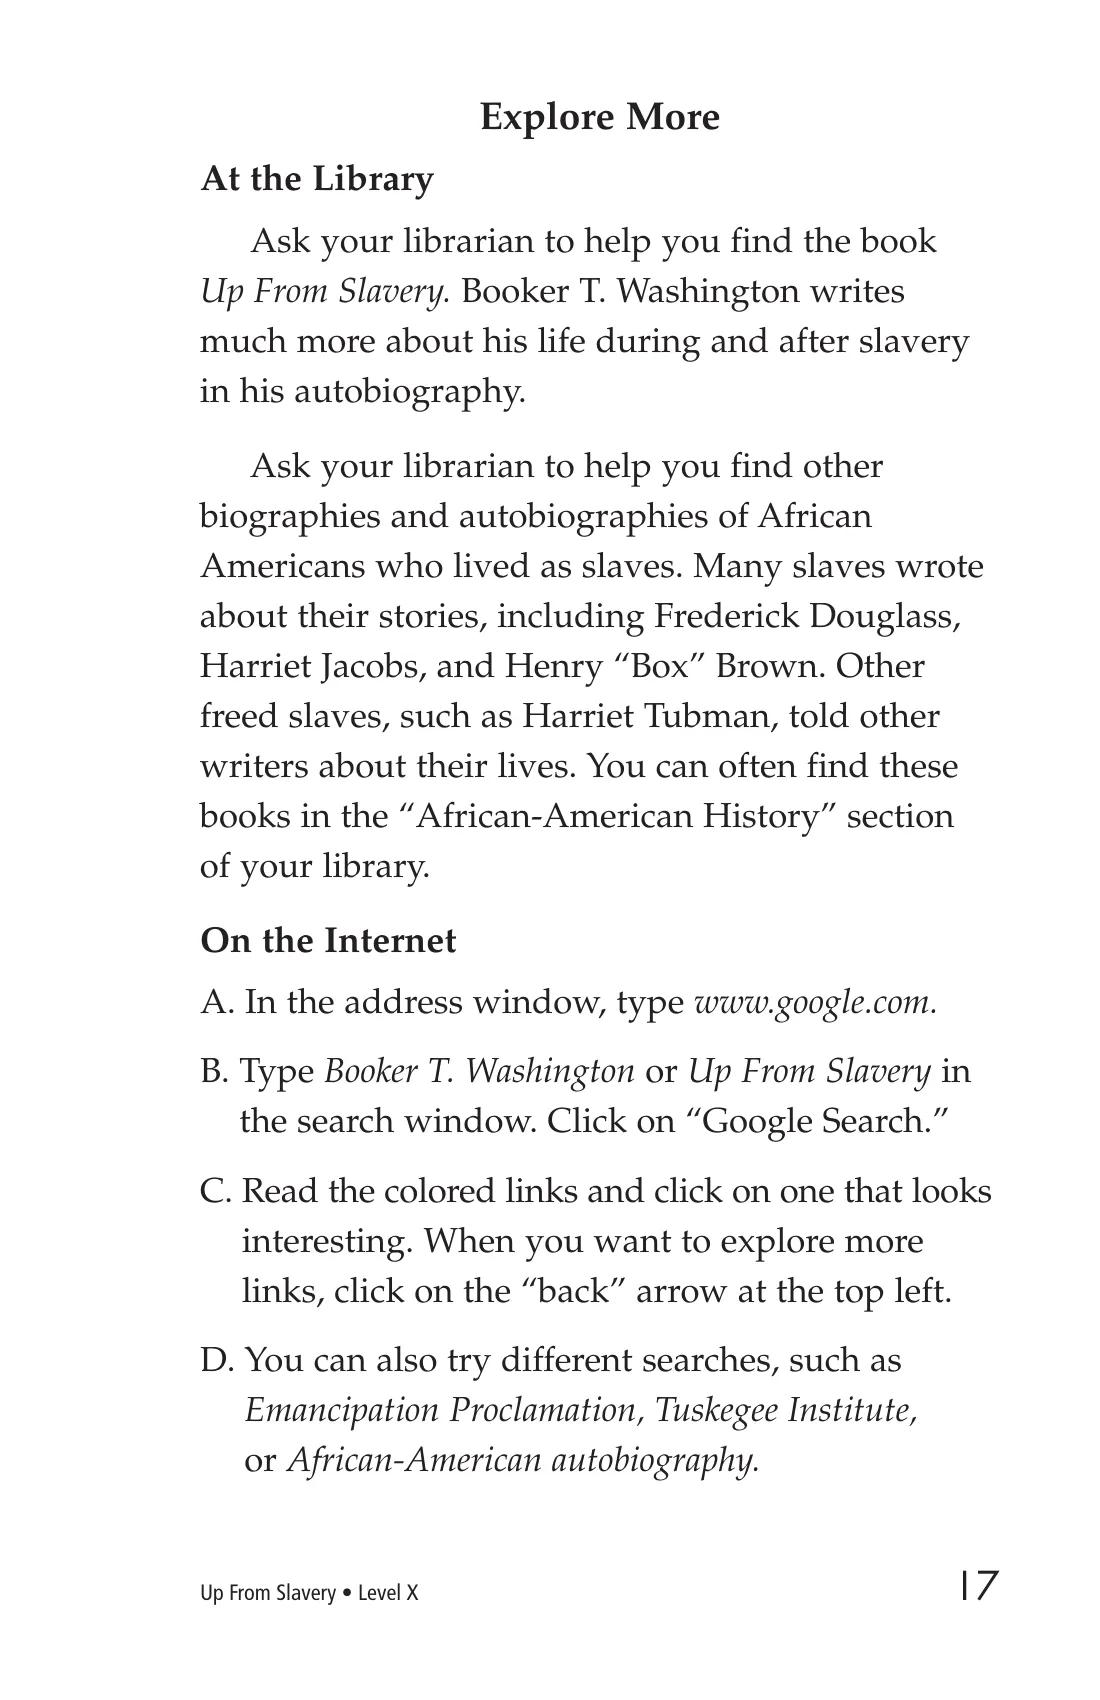 Explore More
At the Library
Ask your librarian to help you find the book
Up From Slavery. Booker T. Washington writes
much more about his life during and after slavery
in his autobiography.
Ask your librarian to help you find other
biographies and autobiographies of African
Americans who lived as slaves. Many slaves wrote
about their stories, including Frederick Douglass,
Harriet Jacobs, and Henry “Box” Brown. Other
freed slaves, such as Harriet Tubman, told other
writers about their lives. You can often find these
books in the “African-American History” section
of your library.
On the Internet
A. In the address window, type www.google.com.
B. Type Booker T. Washington or Up From Slavery in
the search window. Click on “Google Search.”
C. Read the colored links and click on one that looks
interesting. When you want to explore more
links, click on the “back” arrow at the top left.
D. You can also try different searches, such as
Emancipation Proclamation, Tuskegee Institute,
or African-American autobiography.
Up From Slavery • Level X 17